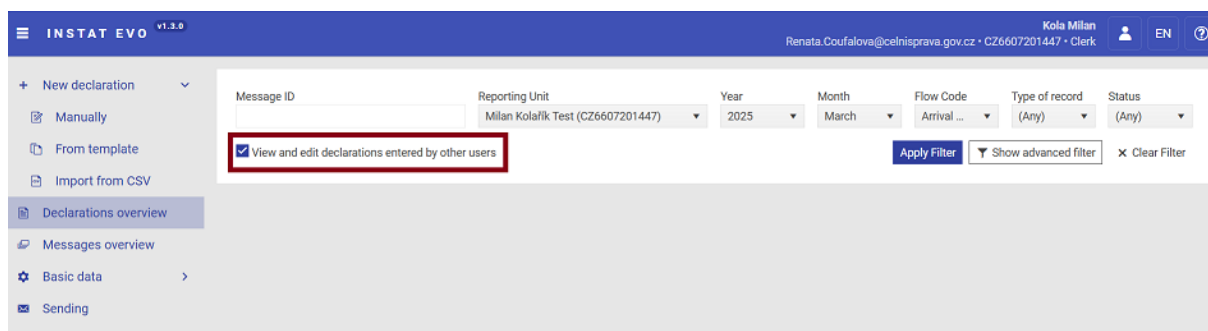 INSTAT EVO v1.3.0
Kola Milan
Renata.Coufalova@celnisprava.gov.cz • CZ6607201447 • Clerk
EN
New declaration
Manually
From template
Import from CSV
Declarations overview
Messages overview
Basic data
Sending
Message ID
Reporting Unit
Year
Month
Flow Code
Type of record
Status
Milan Kolařík Test (CZ6607201447)
2025
March
Arrival ...
(Any)
(Any)
View and edit declarations entered by other users
Apply Filter
Show advanced filter
Clear Filter